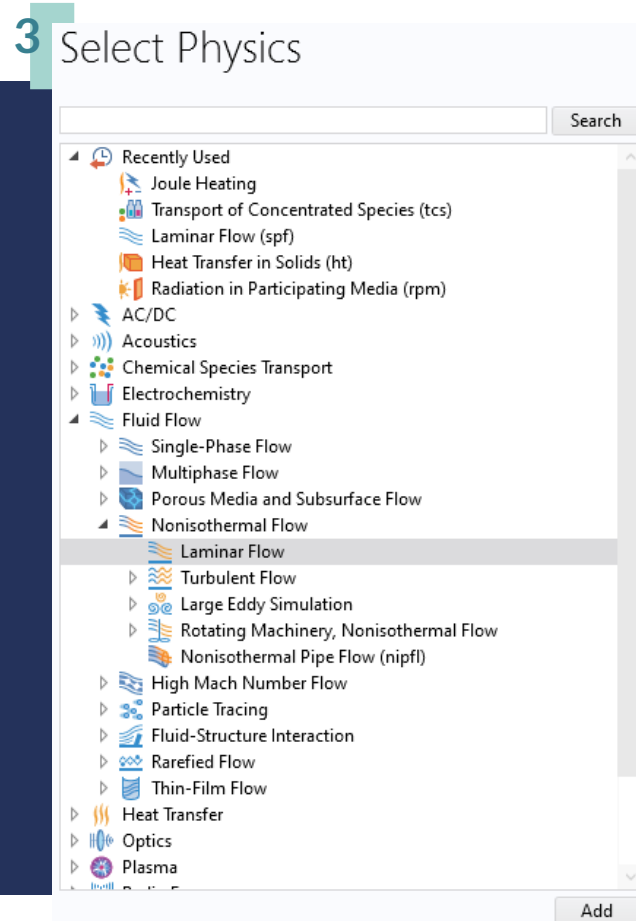 3
Select Physics
Search
Recently Used
Joule Heating
Transport of Concentrated Species (tcs)
Laminar Flow (spf)
Heat Transfer in Solids (ht)
Radiation in Participating Media (rpm)
AC/DC
Acoustics
Chemical Species Transport
Electrochemistry
Fluid Flow
Single-Phase Flow
Multiphase Flow
Porous Media and Subsurface Flow
Nonisothermal Flow
Laminar Flow
Turbulent Flow
Large Eddy Simulation
Rotating Machinery, Nonisothermal Flow
Nonisothermal Pipe Flow (nipfl)
High Mach Number Flow
Particle Tracing
Fluid-Structure Interaction
Rarefied Flow
Thin-Film Flow
Heat Transfer
Optics
Plasma
Add